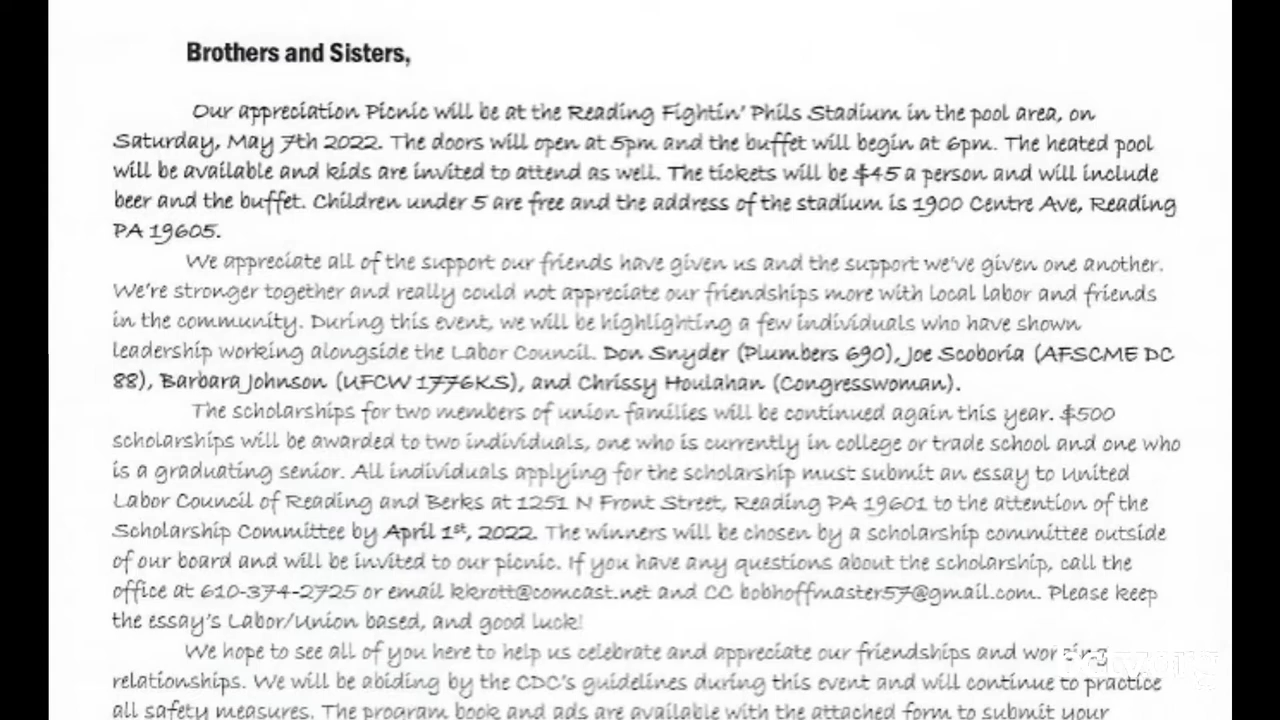 Brothers and Sisters,
Our appreciation Picnic will be at the Reading Fightin' Phils Stadium in the pool area, on
Saturday, May 7th 2022. The doors will open at 5pm and the buffet will begin at 6pm. The heated pool
will be available and kids are invited to attend as well. The tickets will be $45 a person and will include
beer and the buffet. Children under 5 are free and the address of the stadium is 1900 Centre Ave, Reading
PA 19605.
We appreciate all of the support our friends have given us and the support we've given one another.
We're stronger together and really could not appreciate our friendships more with local labor and friends
in the community. During this event, we will be highlighting a few individuals who have shown
leadership working alongside the Labor Council. Don Snyder (Plumbers 690), Joe Scoboria (AFSCME DC
88), Barbara Johnson (UFCW 1776KS), and Chrissy Houlahan (Congresswoman).
The scholarships for two members of union families will be continued again this year. $500
scholarships will be awarded to two individuals, one who is currently in college or trade school and one who
is a graduating senior. All individuals applying for the scholarship must submit an essay to United
Labor Council of Reading and Berks at 1251 N Front Street, Reading PA 19601 to the attention of the
Scholarship Committee by April 1st, 2022. The winners will be chosen by a scholarship committee outside
of our board and will be invited to our picnic. If you have any questions about the scholarship, call the
office at 610-374-2725 or email kkrott@comcast.net and CC bobhoffmaster57@gmail.com. Please keep
the essay's Labor/Union based, and good luck!
We hope to see all of you here to help us celebrate and appreciate our friendships and working
relationships. We will be abiding by the CDC's guidelines during this event and will continue to practice
all safety measures. The program book and ads are available with the attached form to submit your